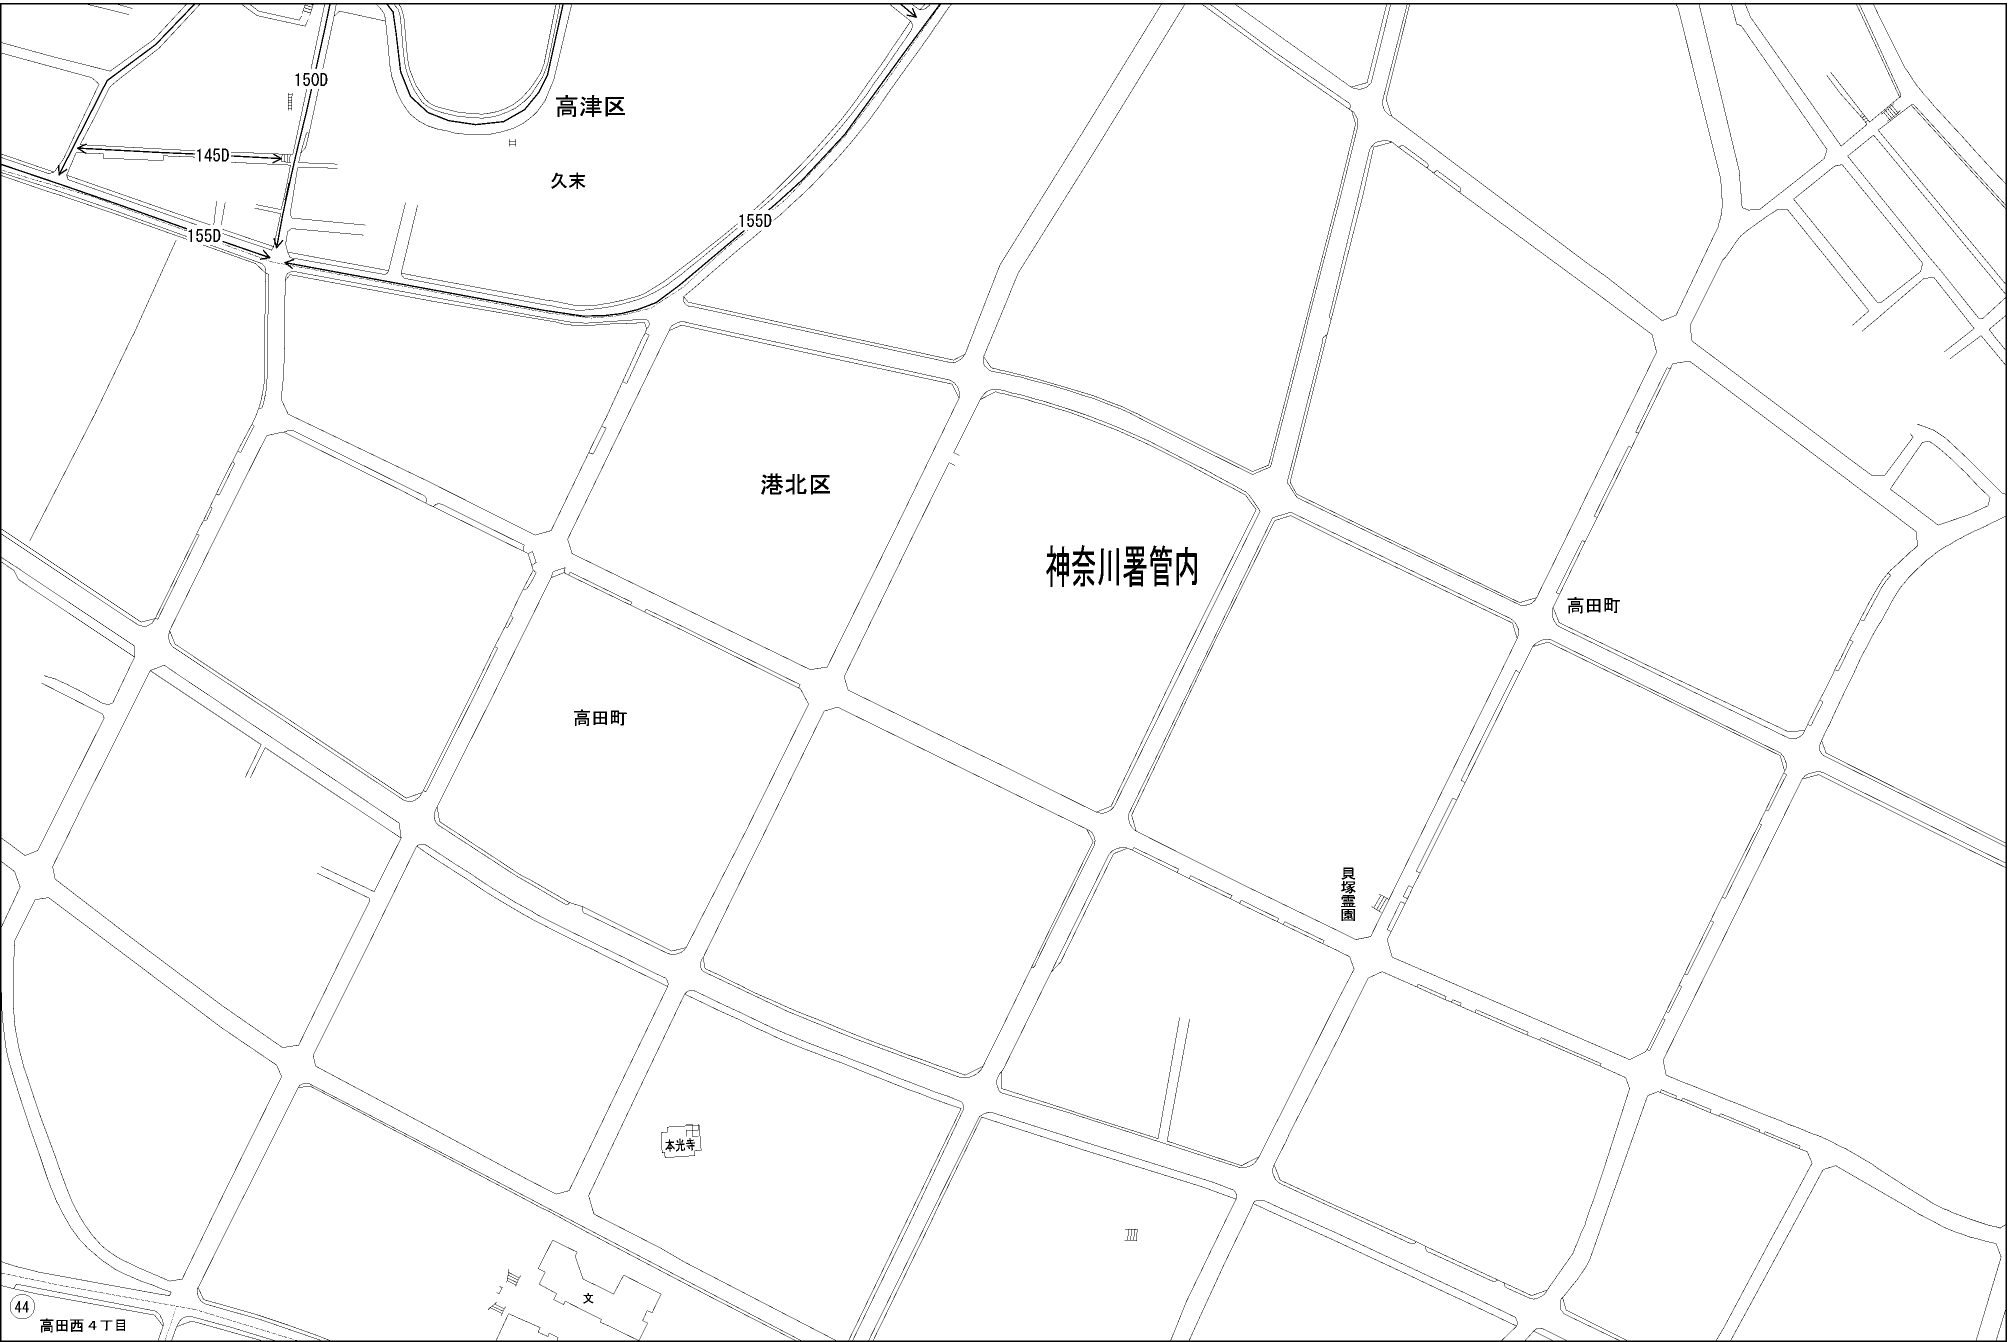 150D
高津区
145D
久末
155D
155D
港北区
神奈川署管内
高田町
高田町
貝塚霊園
本光寺
文
44
高田西4丁目